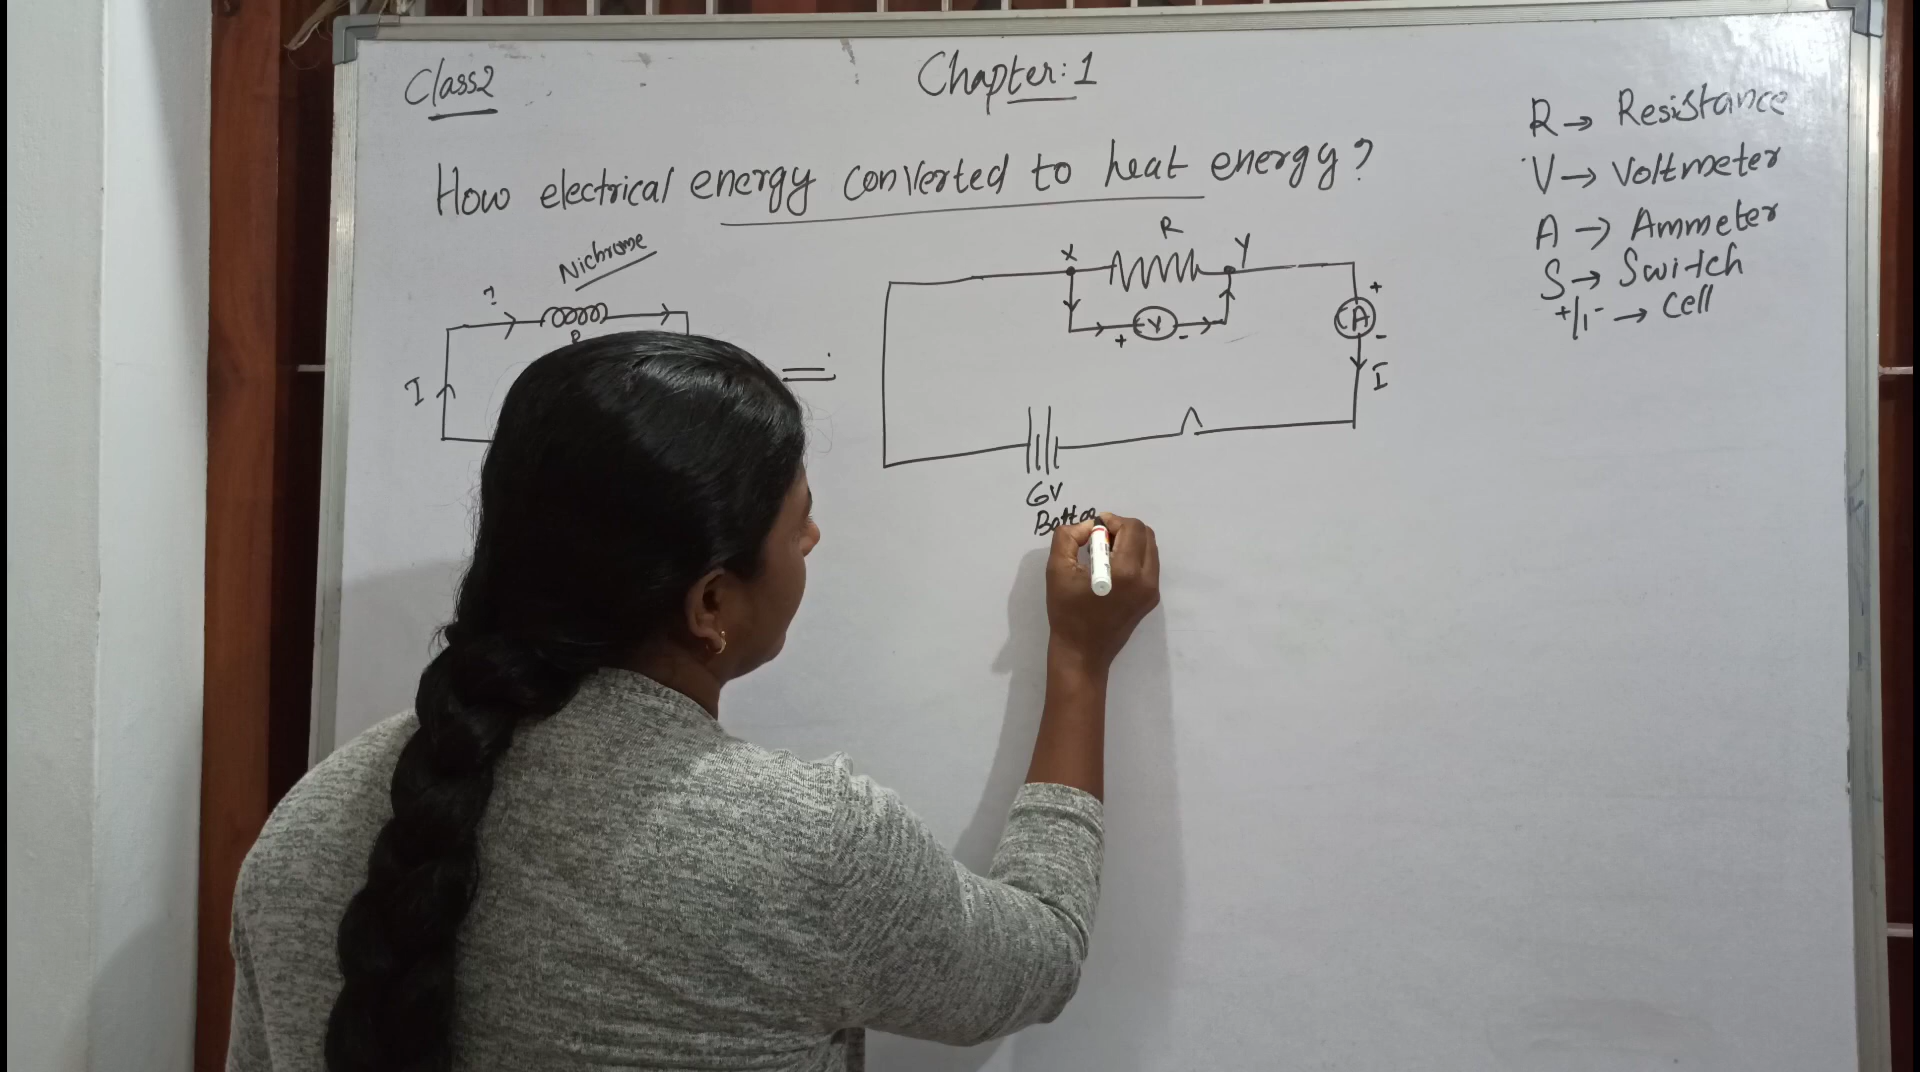 Class2
Chapter: 1
How electrical energy converted to heat energy?
R → Resistance
V → Voltmeter
A → Ammeter
S → Switch
+/- → Cell
Nichrome
?
R
I
X
R
Y
+
V
-
+
A
-
I
6V